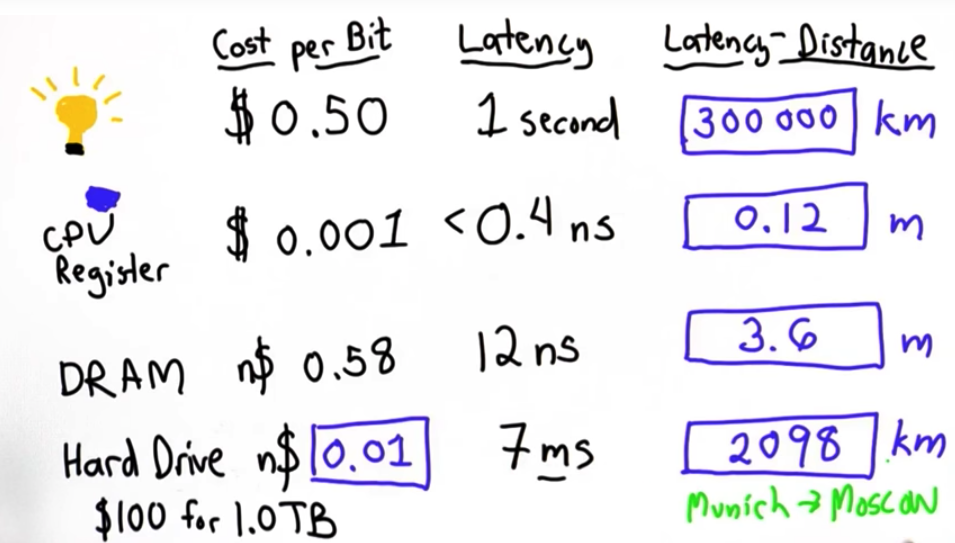 Cost per Bit Latency Latency-Distance
$ 0.50 1 second 300 000 km
CPU Register $ 0.001 <0.4 ns 0.12 m
DRAM n$ 0.58 12 ns 3.6 m
Hard Drive n$ 0.01 7 ms 2098 km
$100 for 1.0 TB Munich → Moscow